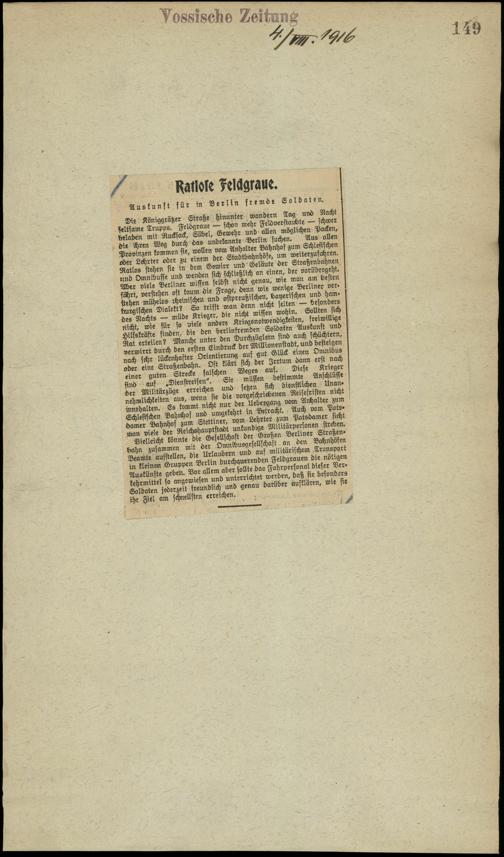 Vossische Zeitung
4./VIII. 1916
149
Ratlose Feldgraue.
Auskunft für in Berlin fremde Soldaten.
Die Königgrätzer Straße hinunter wandern Tag und Nacht
seltsame Trupps. Feldgraue — schon mehr Feldverstaubte — schwer
beladen mit Rucksack, Säbel, Gewehr und allen möglichen Packen,
die ihren Weg durch das unbekannte Berlin suchen. Aus allen
Provinzen kommen sie, wollen vom Anhalter Bahnhof zum Schlesischen
oder Lehrter oder zu einem der Stadtbahnhöfe, um weiterzufahren.
Ratlos stehen sie in dem Gewirr und Geläute der Straßenbahnen
und Omnibusse und wenden sich schließlich an einen, der vorübergeht.
Aber viele Berliner wissen selbst nicht genau, wie man am besten
fährt, verstehen oft kaum die Frage, denn wie wenige Berliner ver-
stehen mühelos rheinischen und ostpreußischen, bayerischen und ham-
burgischen Dialekt? So trifft man denn nicht selten — besonders
des Nachts — müde Krieger, die nicht wissen wohin. Sollten sich
nicht, wie für so viele andere Kriegsnotwendigkeiten, freiwillige
Hilfskräfte finden, die den berlinfremden Soldaten Auskunft und
Rat erteilen? Manche unter den Durchzüglern sind auch schüchtern,
verwirrt durch den ersten Eindruck der Millionenstadt, und besteigen
nach sehr lückenhafter Orientierung auf gut Glück einen Omnibus
oder eine Straßenbahn. Oft klärt sich der Irrtum dann erst nach
einer guten Strecke falschen Weges auf. Diese Krieger
sind auf „Dienstreisen“. Sie müssen bestimmte Anschlüsse
der Militärzüge erreichen und setzen sich dienstlichen Unan-
nehmlichkeiten aus, wenn sie die vorgeschriebenen Reisefristen nicht
innehalten. So kommt nicht nur der Uebergang vom Anhalter zum
Schlesischen Bahnhof und umgekehrt in Betracht. Auch vom Pots-
damer Bahnhof zum Stettiner, vom Lehrter zum Potsdamer sieht
man viele der Reichshauptstadt unkundige Militärpersonen streben.
Vielleicht könnte die Gesellschaft der Großen Berliner Straßen-
bahn zusammen mit der Omnibusgesellschaft an den Bahnhöfen
Beamte aufstellen, die Urlaubern und auf militärischem Transport
in kleinen Gruppen Berlin durchquerenden Feldgrauen die nötigen
Auskünfte geben. Vor allem aber sollte das Fahrpersonal dieser Ver-
kehrmittel so angewiesen und unterrichtet werden, daß sie besonders
Soldaten jederzeit freundlich und genau darüber aufklären, wie sie
ihr Ziel am schnellsten erreichen.